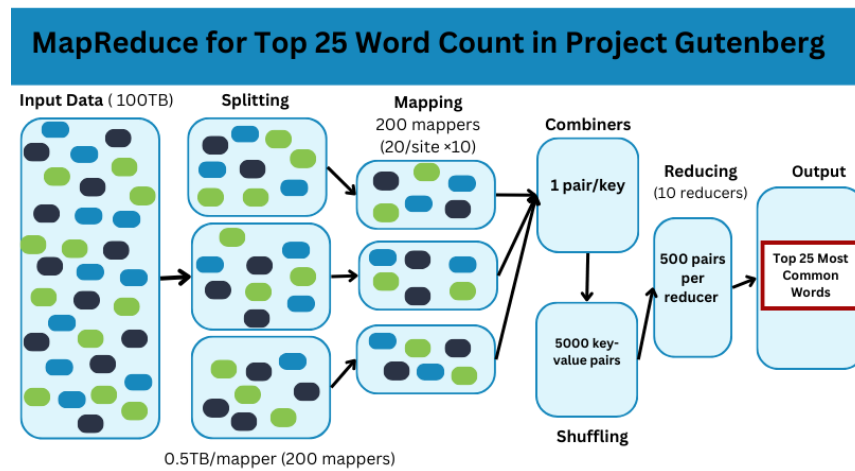 MapReduce for Top 25 Word Count in Project Gutenberg
Input Data ( 100TB)
Splitting
Mapping
200 mappers
(20/site ×10)
Combiners
1 pair/key
Reducing
(10 reducers)
Output
500 pairs
per
reducer
Top 25 Most
Common
Words
5000 key-
value pairs
Shuffling
0.5TB/mapper (200 mappers)